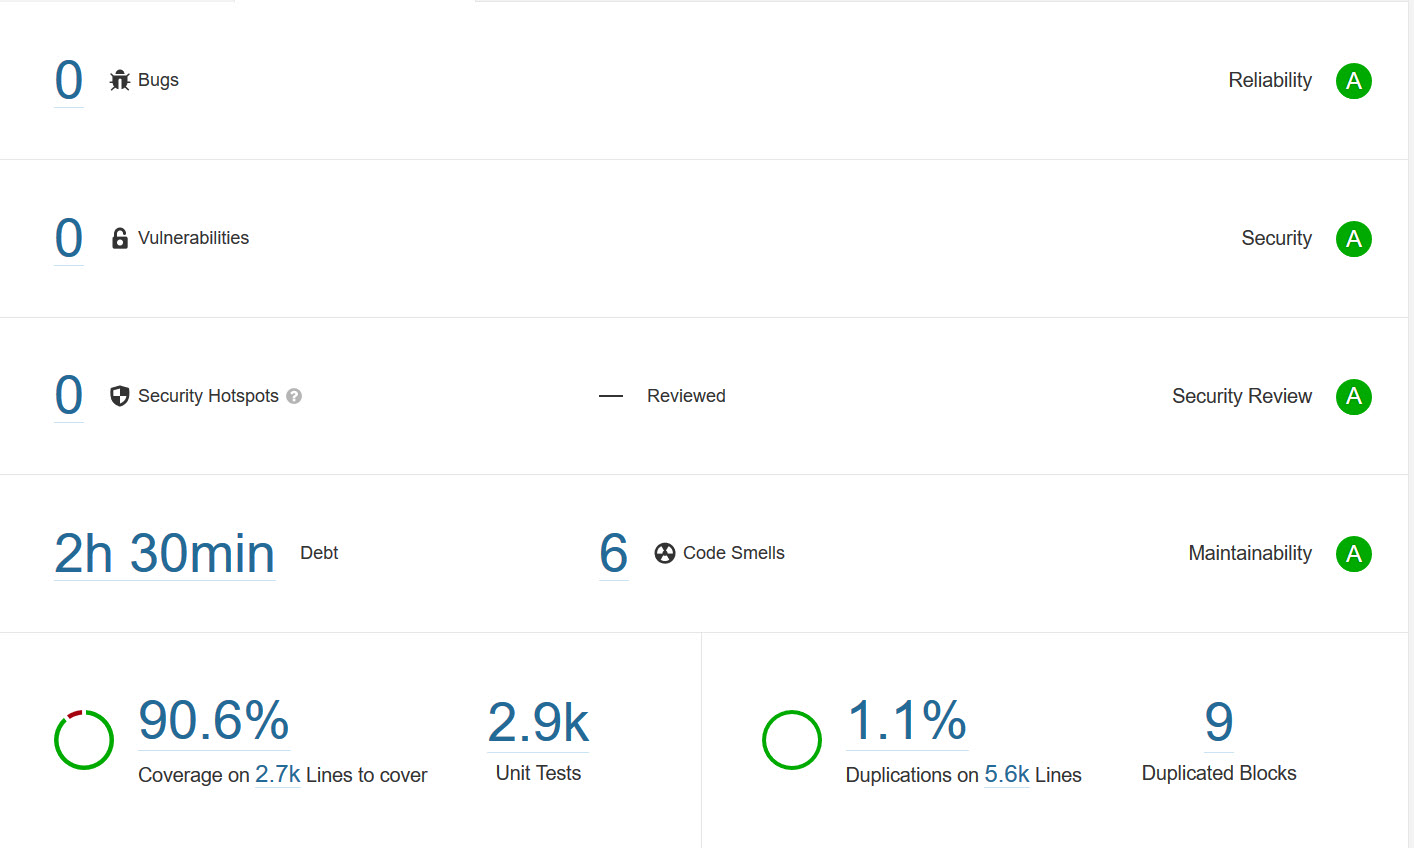 0 Bugs Reliability A
0 Vulnerabilities Security A
0 Security Hotspots ? — Reviewed Security Review A
2h 30min Debt 6 Code Smells Maintainability A
90.6% 2.9k 1.1% 9
Coverage on 2.7k Lines to cover Unit Tests Duplications on 5.6k Lines Duplicated Blocks